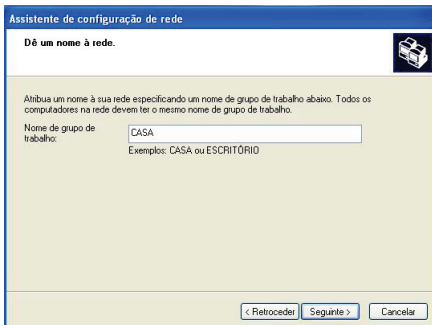 Assistente de configuração de rede
Dê um nome à rede.
Atribua um nome à sua rede especificando um nome de grupo de trabalho abaixo. Todos os
computadores na rede devem ter o mesmo nome de grupo de trabalho.
Nome de grupo de
trabalho:
CASA
Exemplos: CASA ou ESCRITÓRIO
< Retroceder
Seguinte >
Cancelar